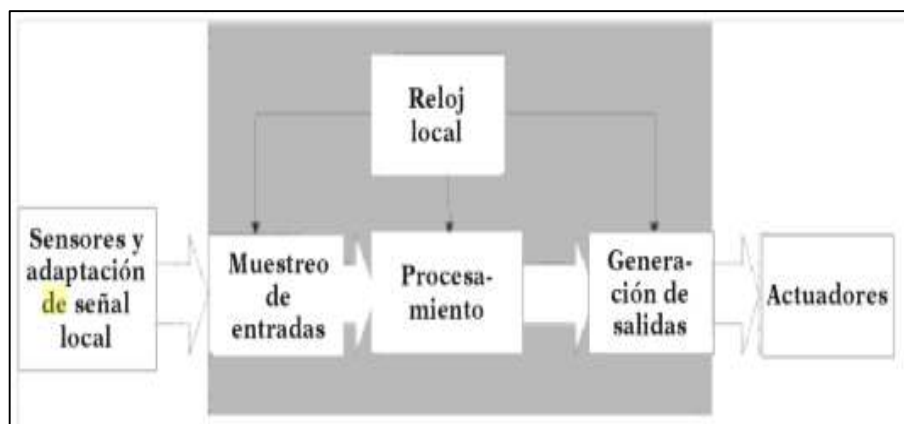 Reloj
local
Sensores y
adaptación
de señal
local
Muestreo
de
entradas
Procesa-
miento
Genera-
ción de
salidas
Actuadores